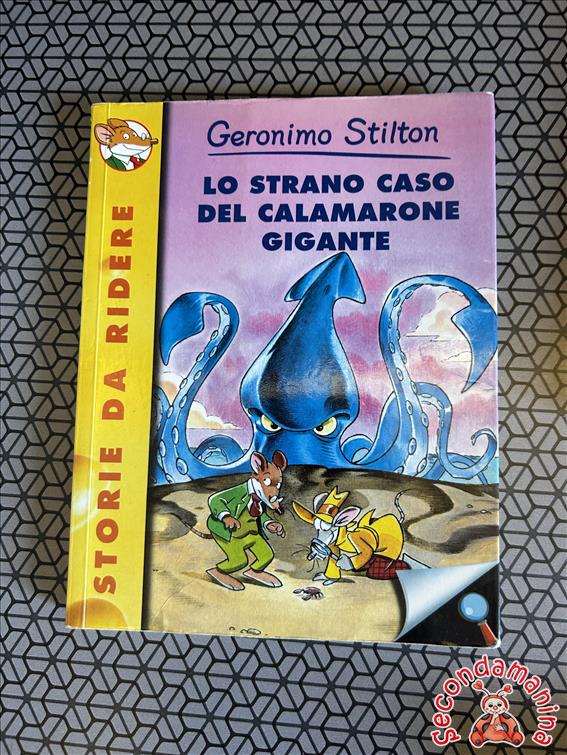 Geronimo Stilton
LO STRANO CASO
DEL CALAMARONE
GIGANTE
STORIE DA RIDERE
secondamanina